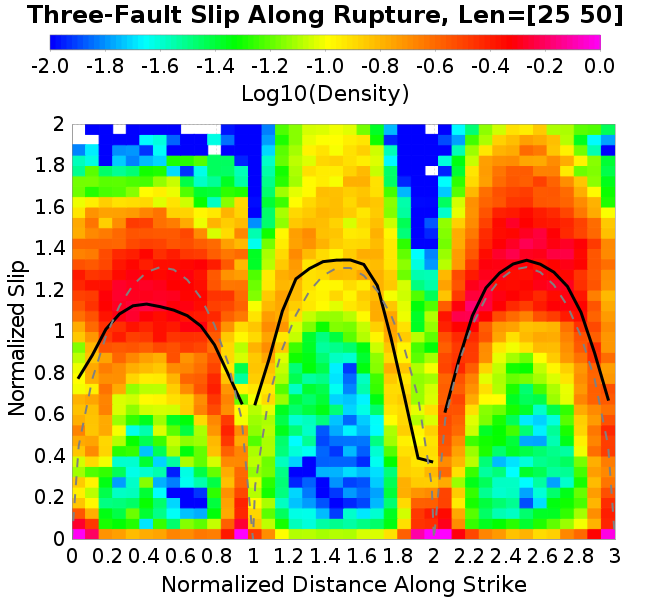 Three-Fault Slip Along Rupture, Len=[25 50]
-2.0 -1.8 -1.6 -1.4 -1.2 -1.0 -0.8 -0.6 -0.4 -0.2 0.0
Log10(Density)
Normalized Slip
2
1.8
1.6
1.4
1.2
1
0.8
0.6
0.4
0.2
0
0 0.2 0.4 0.6 0.8 1 1.2 1.4 1.6 1.8 2 2.2 2.4 2.6 2.8 3
Normalized Distance Along Strike